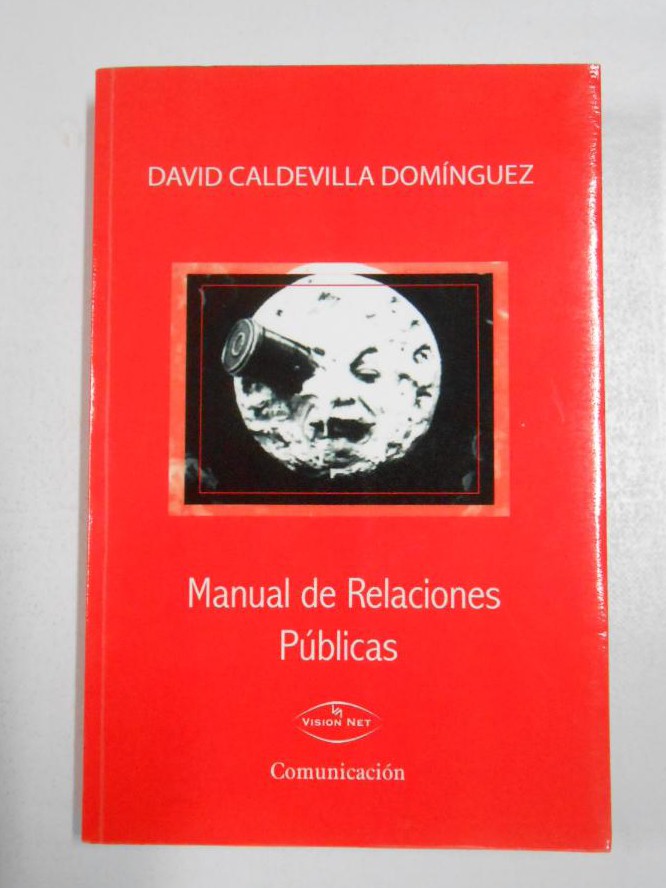 DAVID CALDEVILLA DOMÍNGUEZ
Manual de Relaciones
Públicas
VISION NET
Comunicación